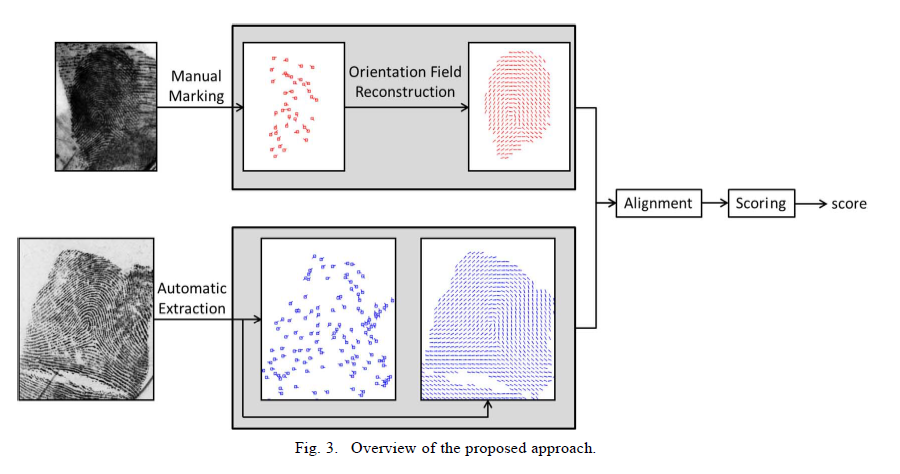 Manual
Marking
Orientation Field
Reconstruction
Alignment
Scoring
score
Automatic
Extraction
Fig. 3. Overview of the proposed approach.